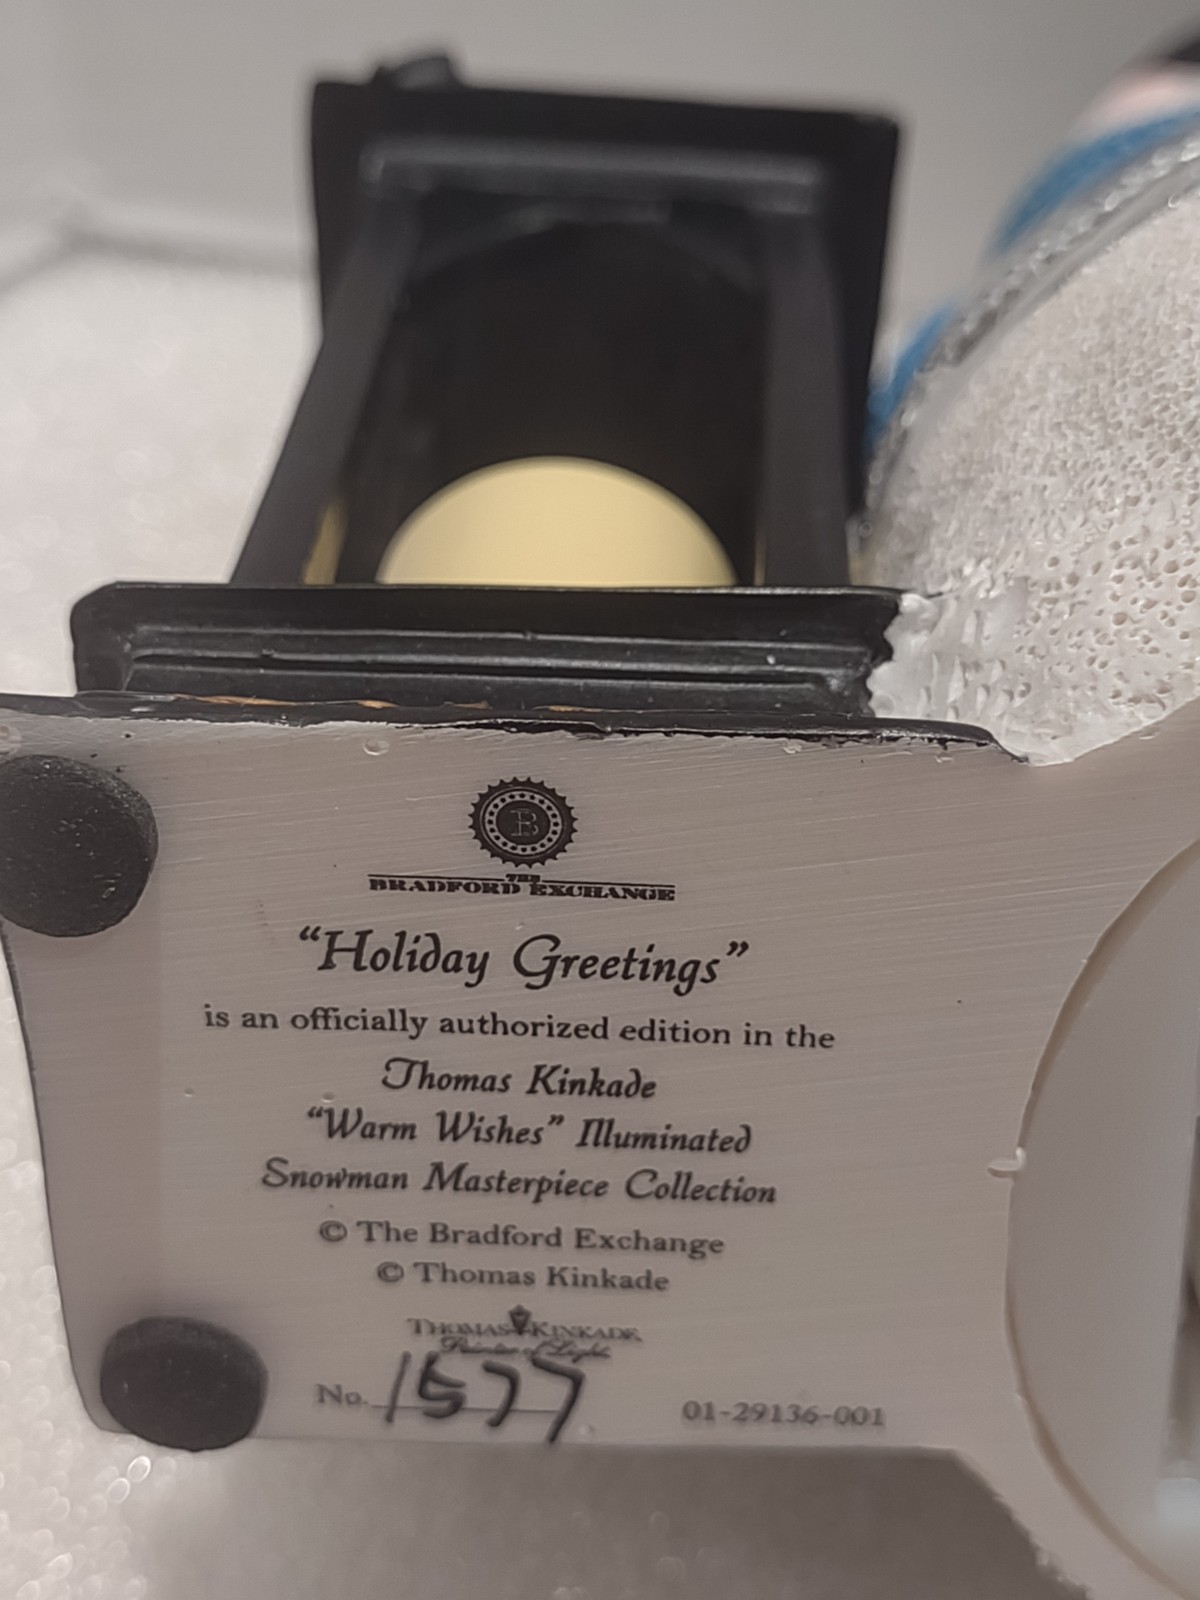 B
THE
BRADFORD EXCHANGE
“Holiday Greetings”
is an officially authorized edition in the
Thomas Kinkade
“Warm Wishes” Illuminated
Snowman Masterpiece Collection
© The Bradford Exchange
© Thomas Kinkade
THOMAS KINKADE
Painter of Light
No. 1577 01-29136-001